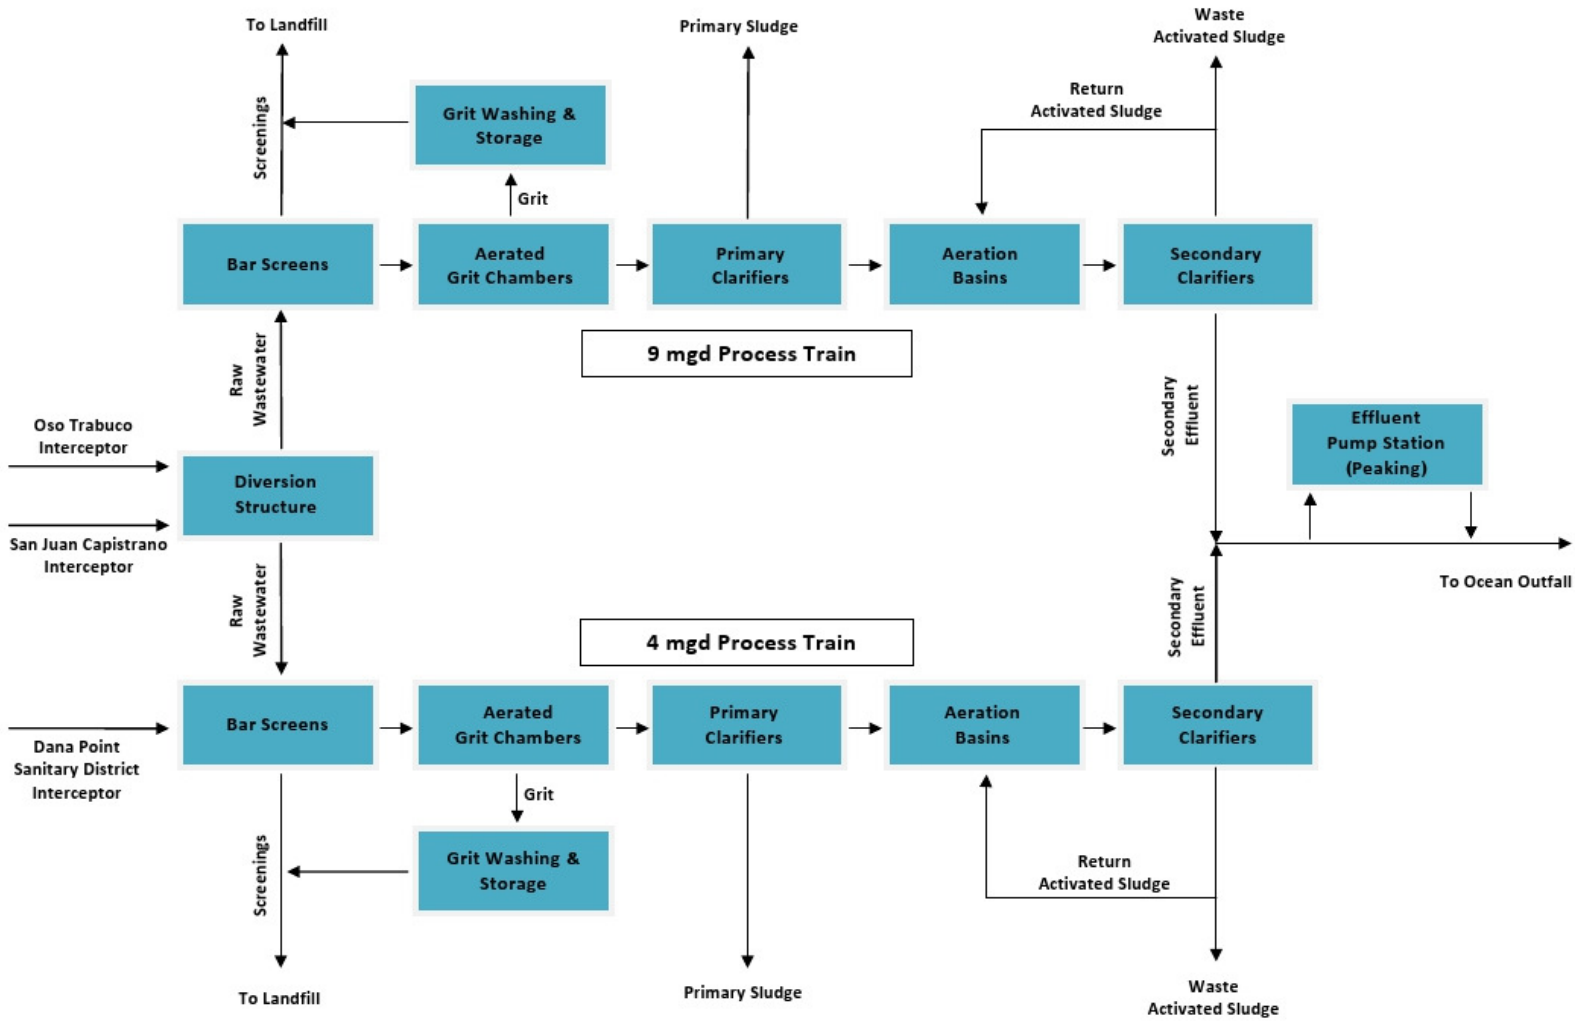 To Landfill
Primary Sludge
Waste
Activated Sludge
Screenings
Grit Washing &
Storage
Return
Activated Sludge
Grit
Bar Screens
Aerated
Grit Chambers
Primary
Clarifiers
Aeration
Basins
Secondary
Clarifiers
Raw
Wastewater
9 mgd Process Train
Secondary
Effluent
Oso Trabuco
Interceptor
Diversion
Structure
San Juan Capistrano
Interceptor
Effluent
Pump Station
(Peaking)
To Ocean Outfall
Raw
Wastewater
4 mgd Process Train
Secondary
Effluent
Bar Screens
Aerated
Grit Chambers
Primary
Clarifiers
Aeration
Basins
Secondary
Clarifiers
Dana Point
Sanitary District
Interceptor
Grit
Screenings
Grit Washing &
Storage
Return
Activated Sludge
To Landfill
Primary Sludge
Waste
Activated Sludge